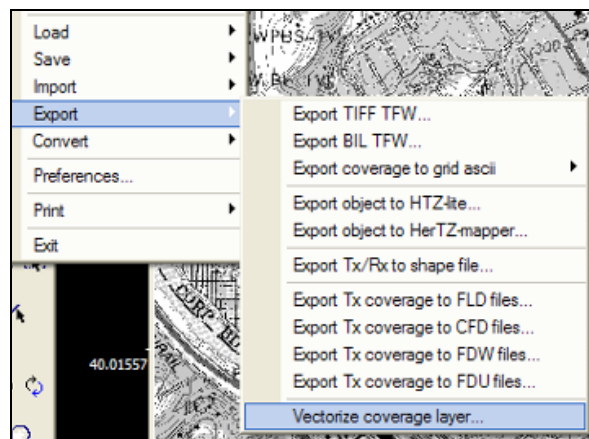 Load
Save
Import
Export
Convert
Preferences...
Print
Exit
Export TIFF TFW...
Export BIL TFW...
Export coverage to grid ascii
Export object to HTZ-lite...
Export object to HerTZ-mapper...
Export Tx/Rx to shape file...
Export Tx coverage to FLD files...
Export Tx coverage to CFD files...
Export Tx coverage to FDW files...
Export Tx coverage to FDU files...
Vectorize coverage layer...
40.01557
CORP